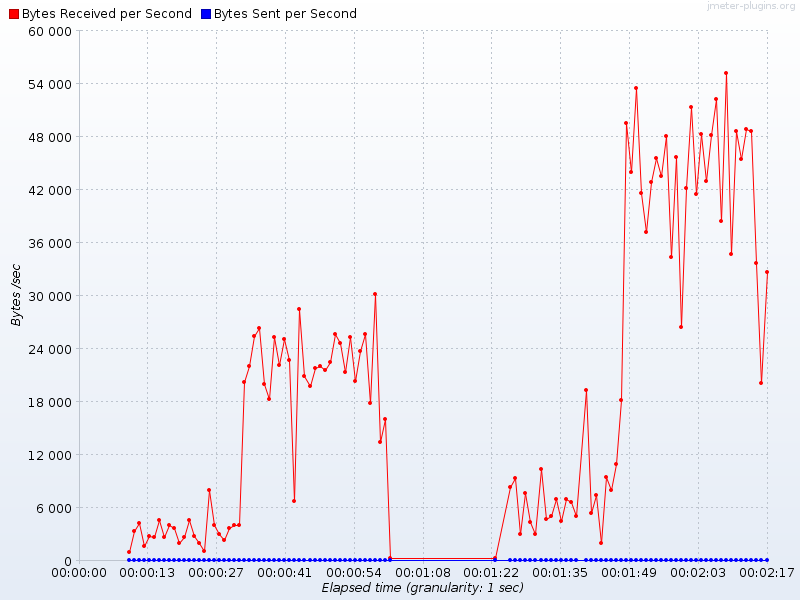 jmeter-plugins.org
Bytes Received per Second Bytes Sent per Second
60 000
54 000
48 000
42 000
36 000
30 000
24 000
18 000
12 000
6 000
0
Bytes /sec
00:00:00 00:00:13 00:00:27 00:00:41 00:00:54 00:01:08 00:01:22 00:01:35 00:01:49 00:02:03 00:02:17
Elapsed time (granularity: 1 sec)